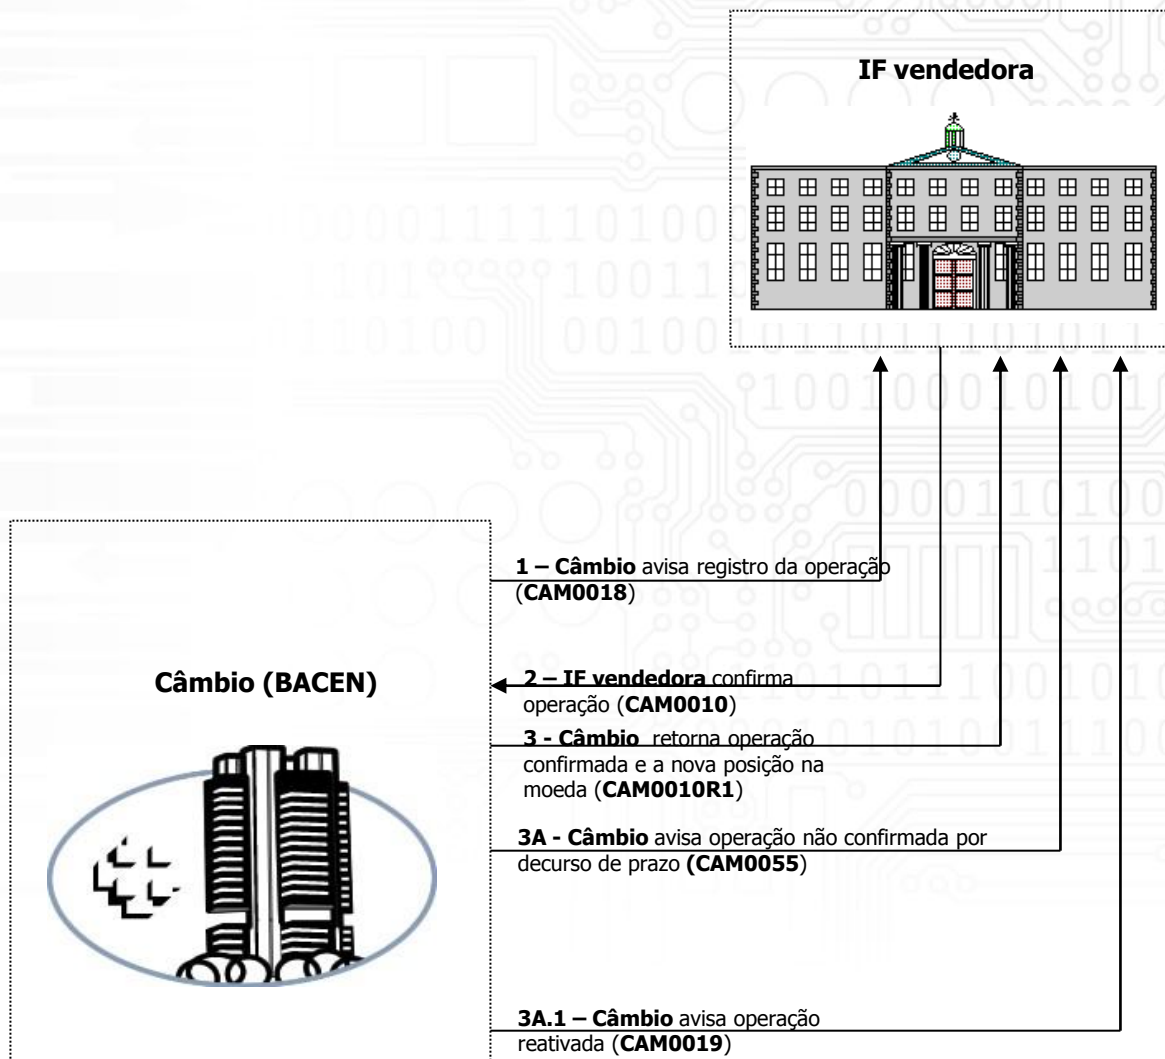 IF vendedora
1 – Câmbio avisa registro da operação
(CAM0018)
Câmbio (BACEN)
2 – IF vendedora confirma
operação (CAM0010)
3 - Câmbio retorna operação
confirmada e a nova posição na
moeda (CAM0010R1)
3A - Câmbio avisa operação não confirmada por
decurso de prazo (CAM0055)
3A.1 – Câmbio avisa operação
reativada (CAM0019)